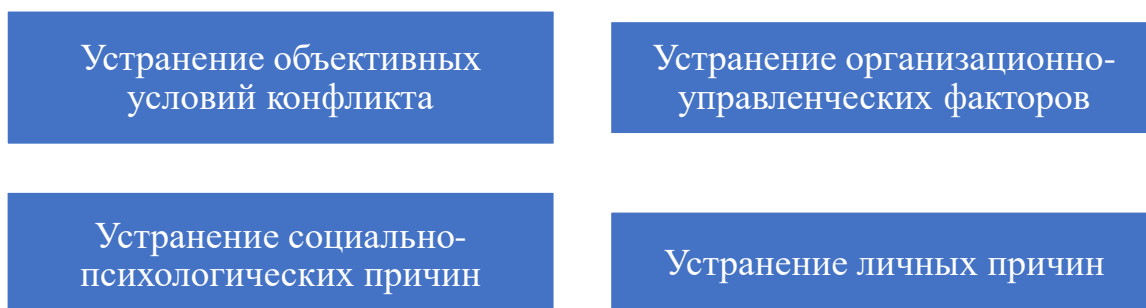 Устранение объективных
условий конфликта
Устранение организационно-
управленческих факторов
Устранение социально-
психологических причин
Устранение личных причин